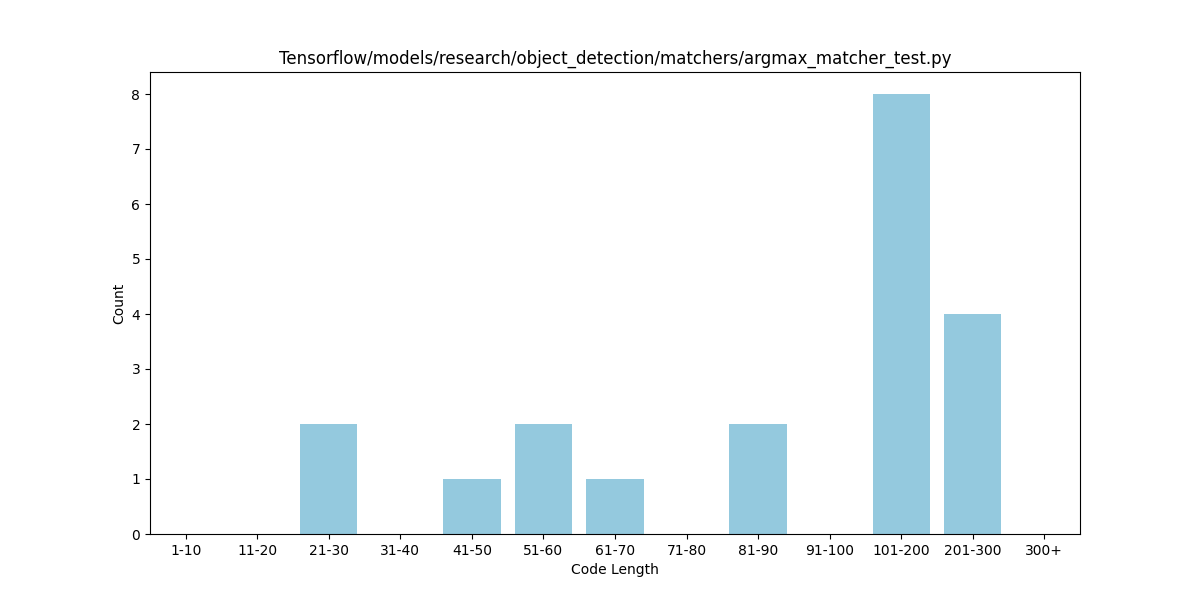 Tensorflow/models/research/object_detection/matchers/argmax_matcher_test.py
8
7
6
5
4
3
2
1
0
Count
1-10 11-20 21-30 31-40 41-50 51-60 61-70 71-80 81-90 91-100 101-200 201-300 300+
Code Length